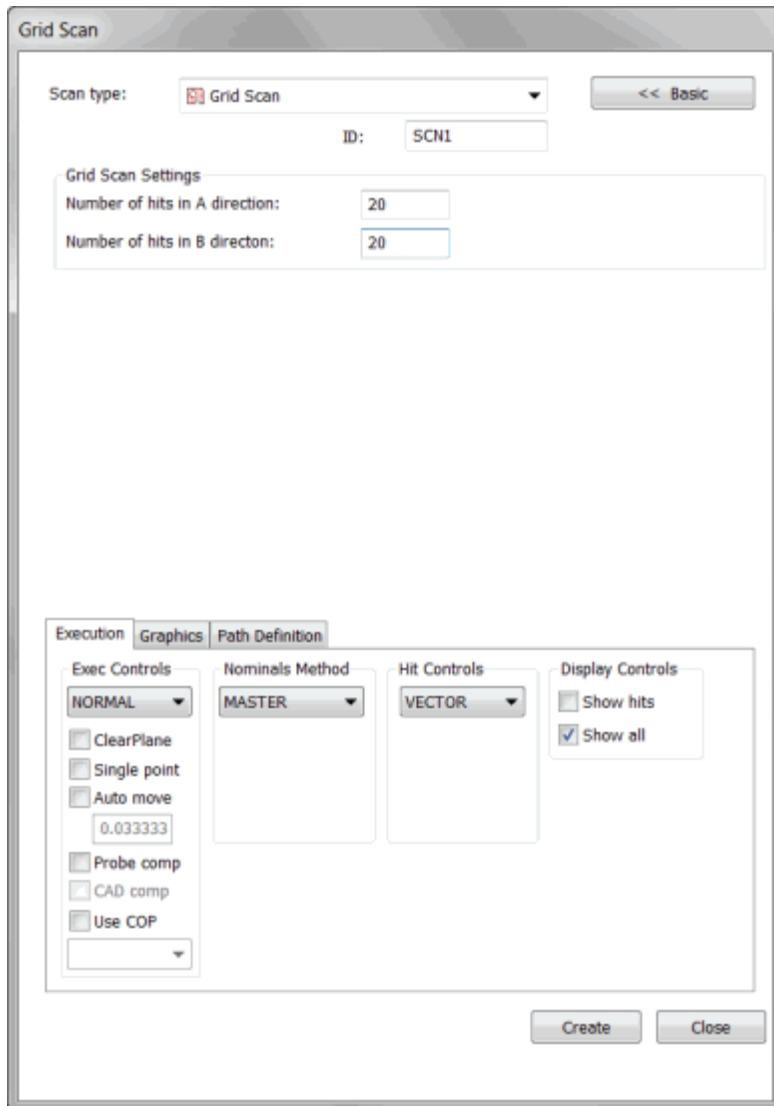 Grid Scan
Scan type: Grid Scan << Basic
ID: SCN1
Grid Scan Settings
Number of hits in A direction: 20
Number of hits in B directon: 20
Execution Graphics Path Definition
Exec Controls Nominals Method Hit Controls Display Controls
NORMAL MASTER VECTOR Show hits
ClearPlane Show all
Single point
Auto move
0.033333
Probe comp
CAD comp
Use COP
Create Close